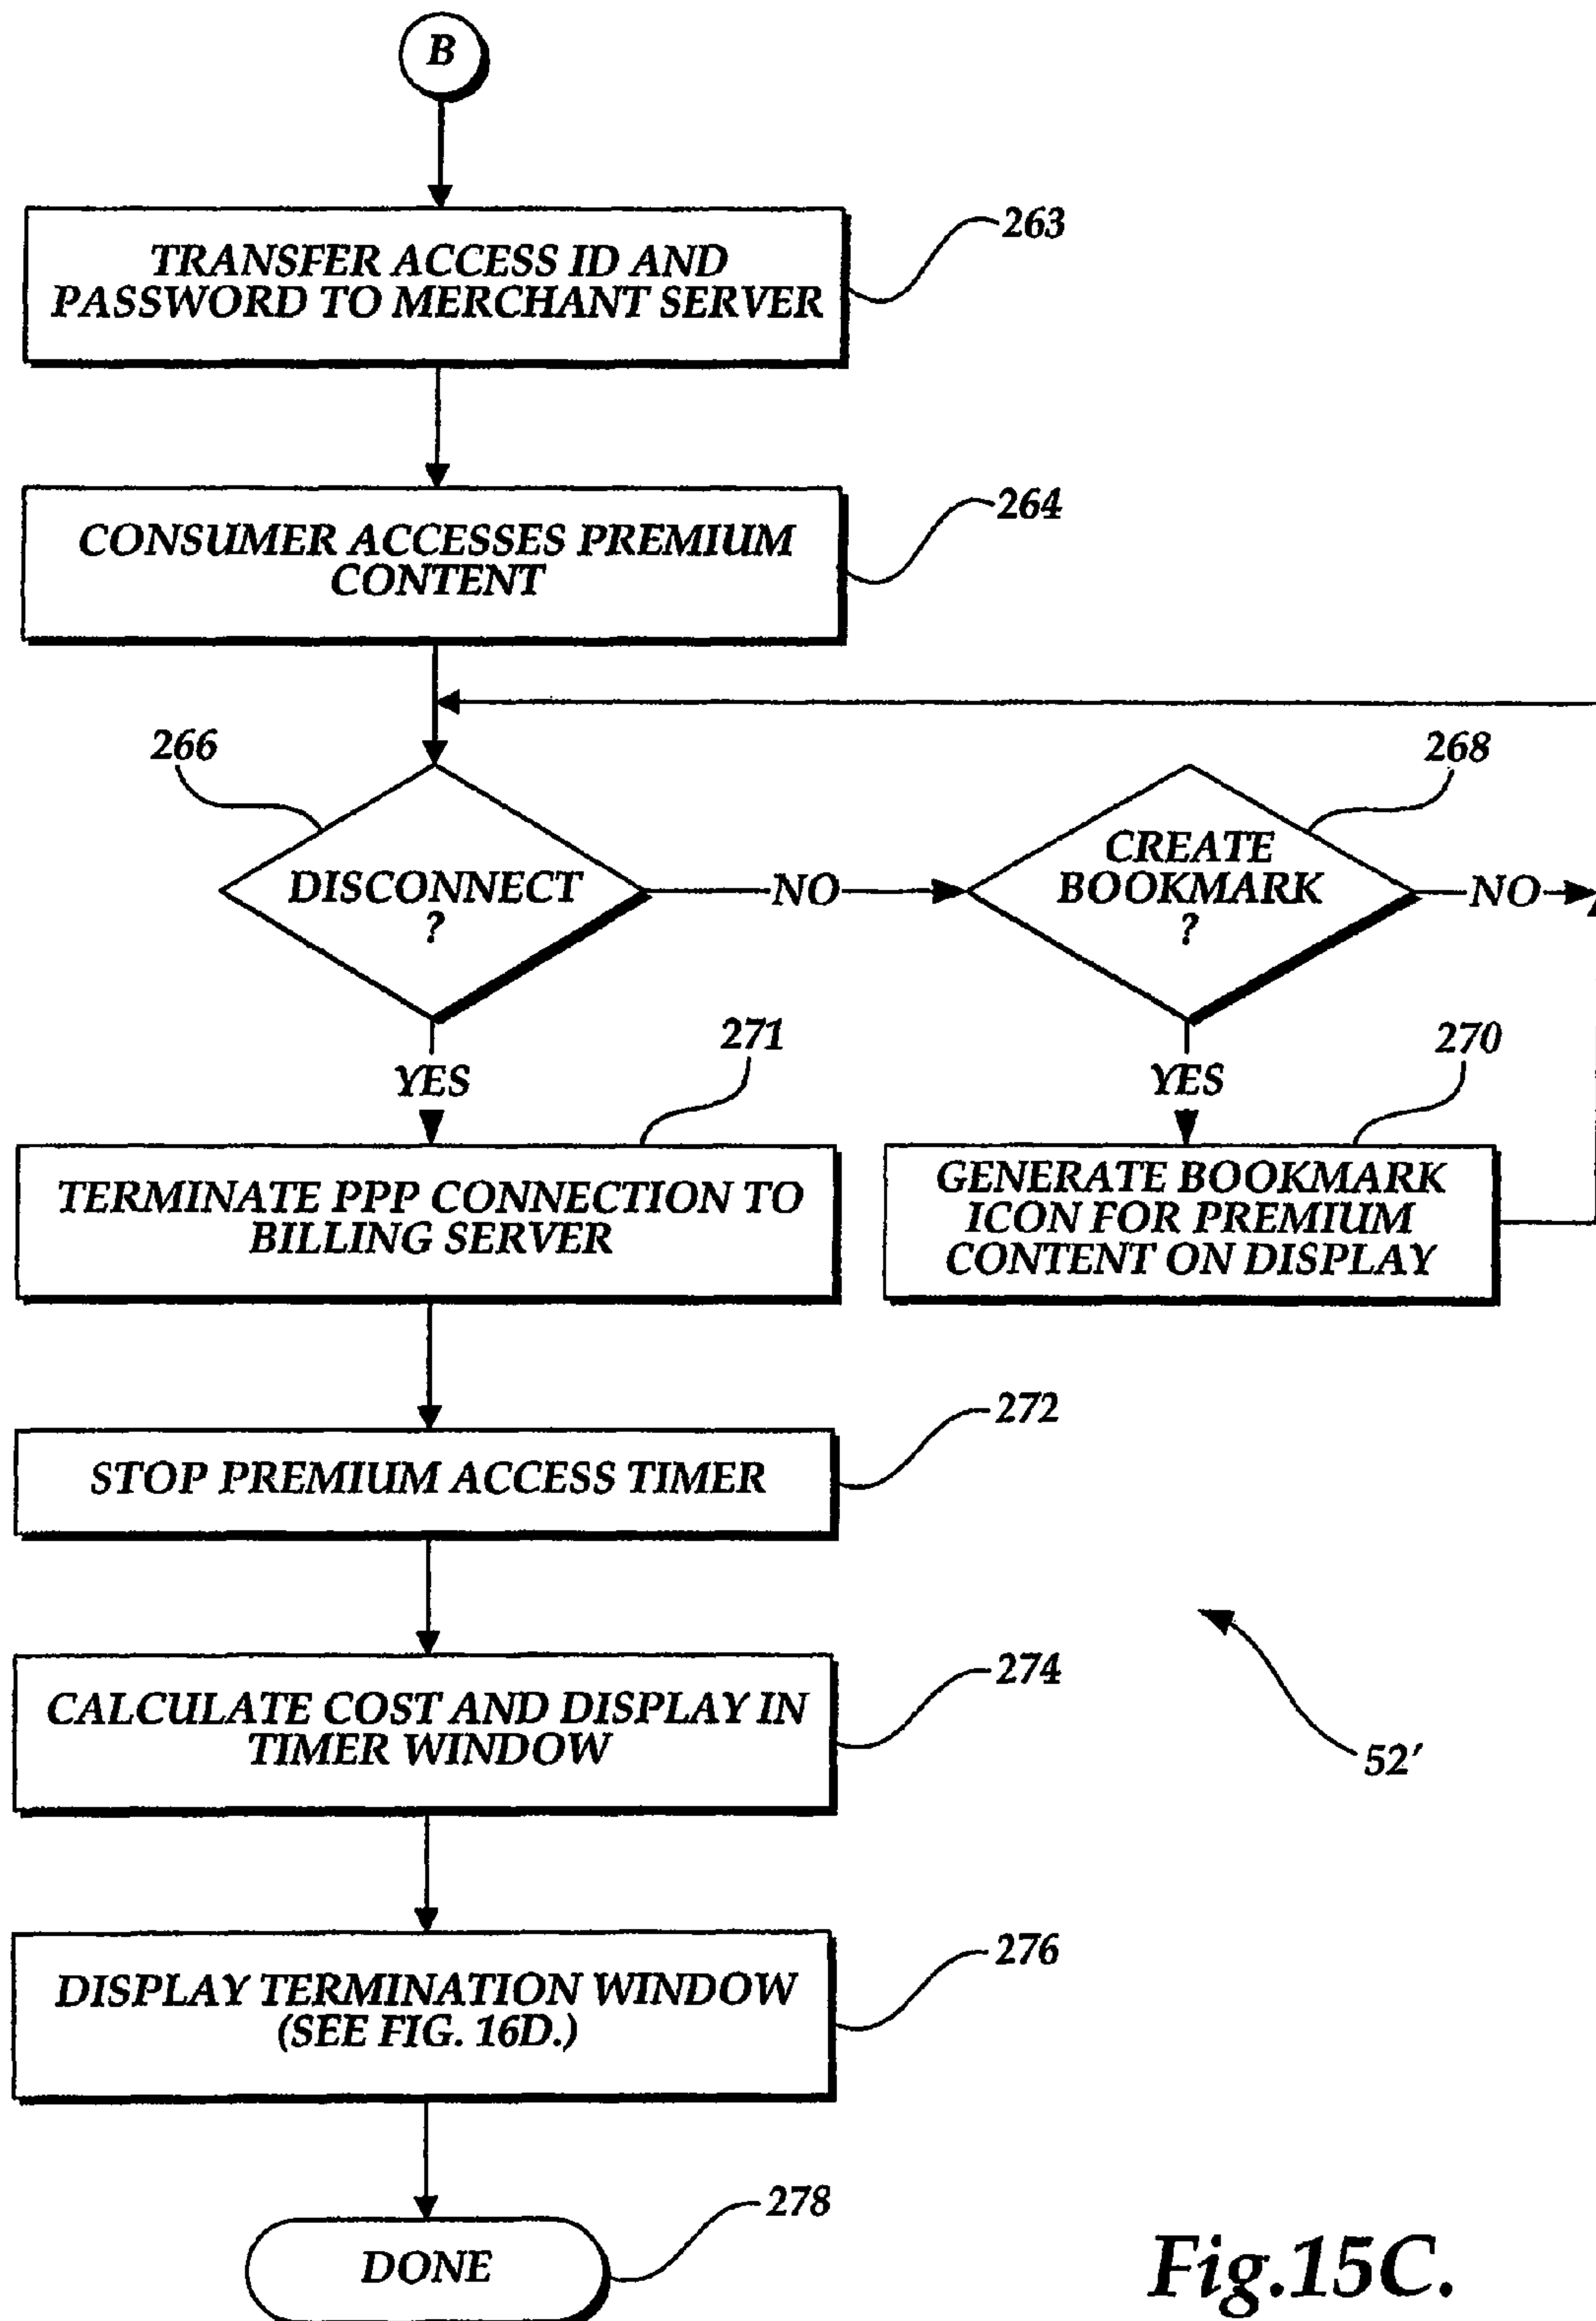 B
TRANSFER ACCESS ID AND
PASSWORD TO MERCHANT SERVER
263
CONSUMER ACCESSES PREMIUM
CONTENT
264
266
DISCONNECT
?
NO
268
CREATE
BOOKMARK
?
NO
YES
271
YES
270
TERMINATE PPP CONNECTION TO
BILLING SERVER
GENERATE BOOKMARK
ICON FOR PREMIUM
CONTENT ON DISPLAY
STOP PREMIUM ACCESS TIMER
272
CALCULATE COST AND DISPLAY IN
TIMER WINDOW
274
52'
DISPLAY TERMINATION WINDOW
(SEE FIG. 16D.)
276
DONE
278
Fig.15C.